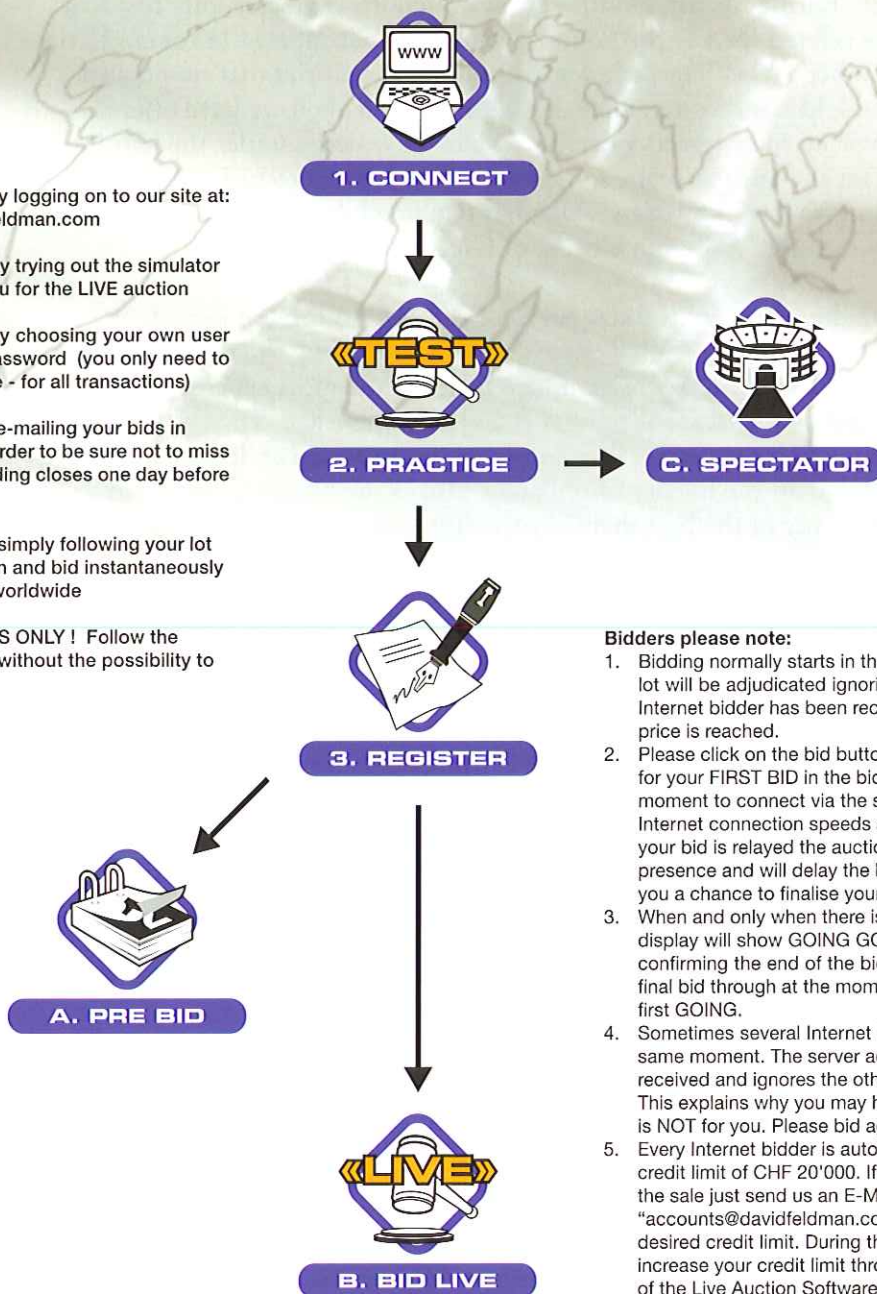 www
@
1. CONNECT
y logging on to our site at:
eldman.com
y trying out the simulator
u for the LIVE auction
y choosing your own user
assword (you only need to
e - for all transactions)
e-mailing your bids in
rder to be sure not to miss
ding closes one day before
simply following your lot
n and bid instantaneously
worldwide
S ONLY ! Follow the
without the possibility to
«TEST»
2. PRACTICE
C. SPECTATOR
3. REGISTER
A. PRE BID
«LIVE»
B. BID LIVE
Bidders please note:
1. Bidding normally starts in th
lot will be adjudicated ignori
Internet bidder has been rec
price is reached.
2. Please click on the bid butto
for your FIRST BID in the bid
moment to connect via the s
Internet connection speeds
your bid is relayed the auctio
presence and will delay the
you a chance to finalise your
3. When and only when there is
display will show GOING GO
confirming the end of the bid
final bid through at the mom
first GOING.
4. Sometimes several Internet
same moment. The server a
received and ignores the oth
This explains why you may h
is NOT for you. Please bid a
5. Every Internet bidder is auto
credit limit of CHF 20'000. If
the sale just send us an E-M
"accounts@davidfeldman.co
desired credit limit. During th
increase your credit limit thro
of the Live Auction Software